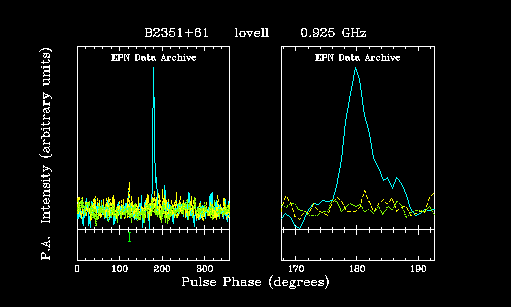 B2351+61 lovell 0.925 GHz
EPN Data Archive EPN Data Archive
P.A. Intensity (arbitrary units)
0 100 200 300 170 180 190
Pulse Phase (degrees)